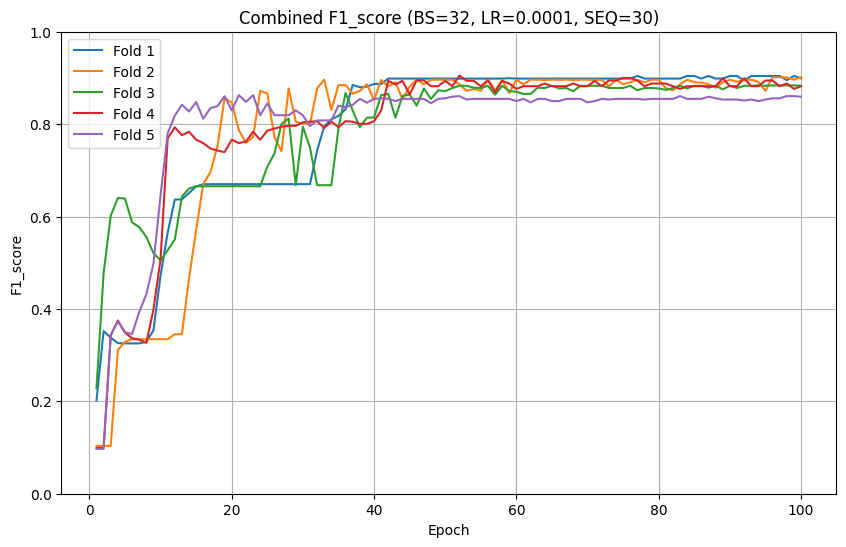 Combined F1_score (BS=32, LR=0.0001, SEQ=30)
Fold 1
Fold 2
Fold 3
Fold 4
Fold 5
F1_score
1.0
0.8
0.6
0.4
0.2
0.0
0 20 40 60 80 100
Epoch